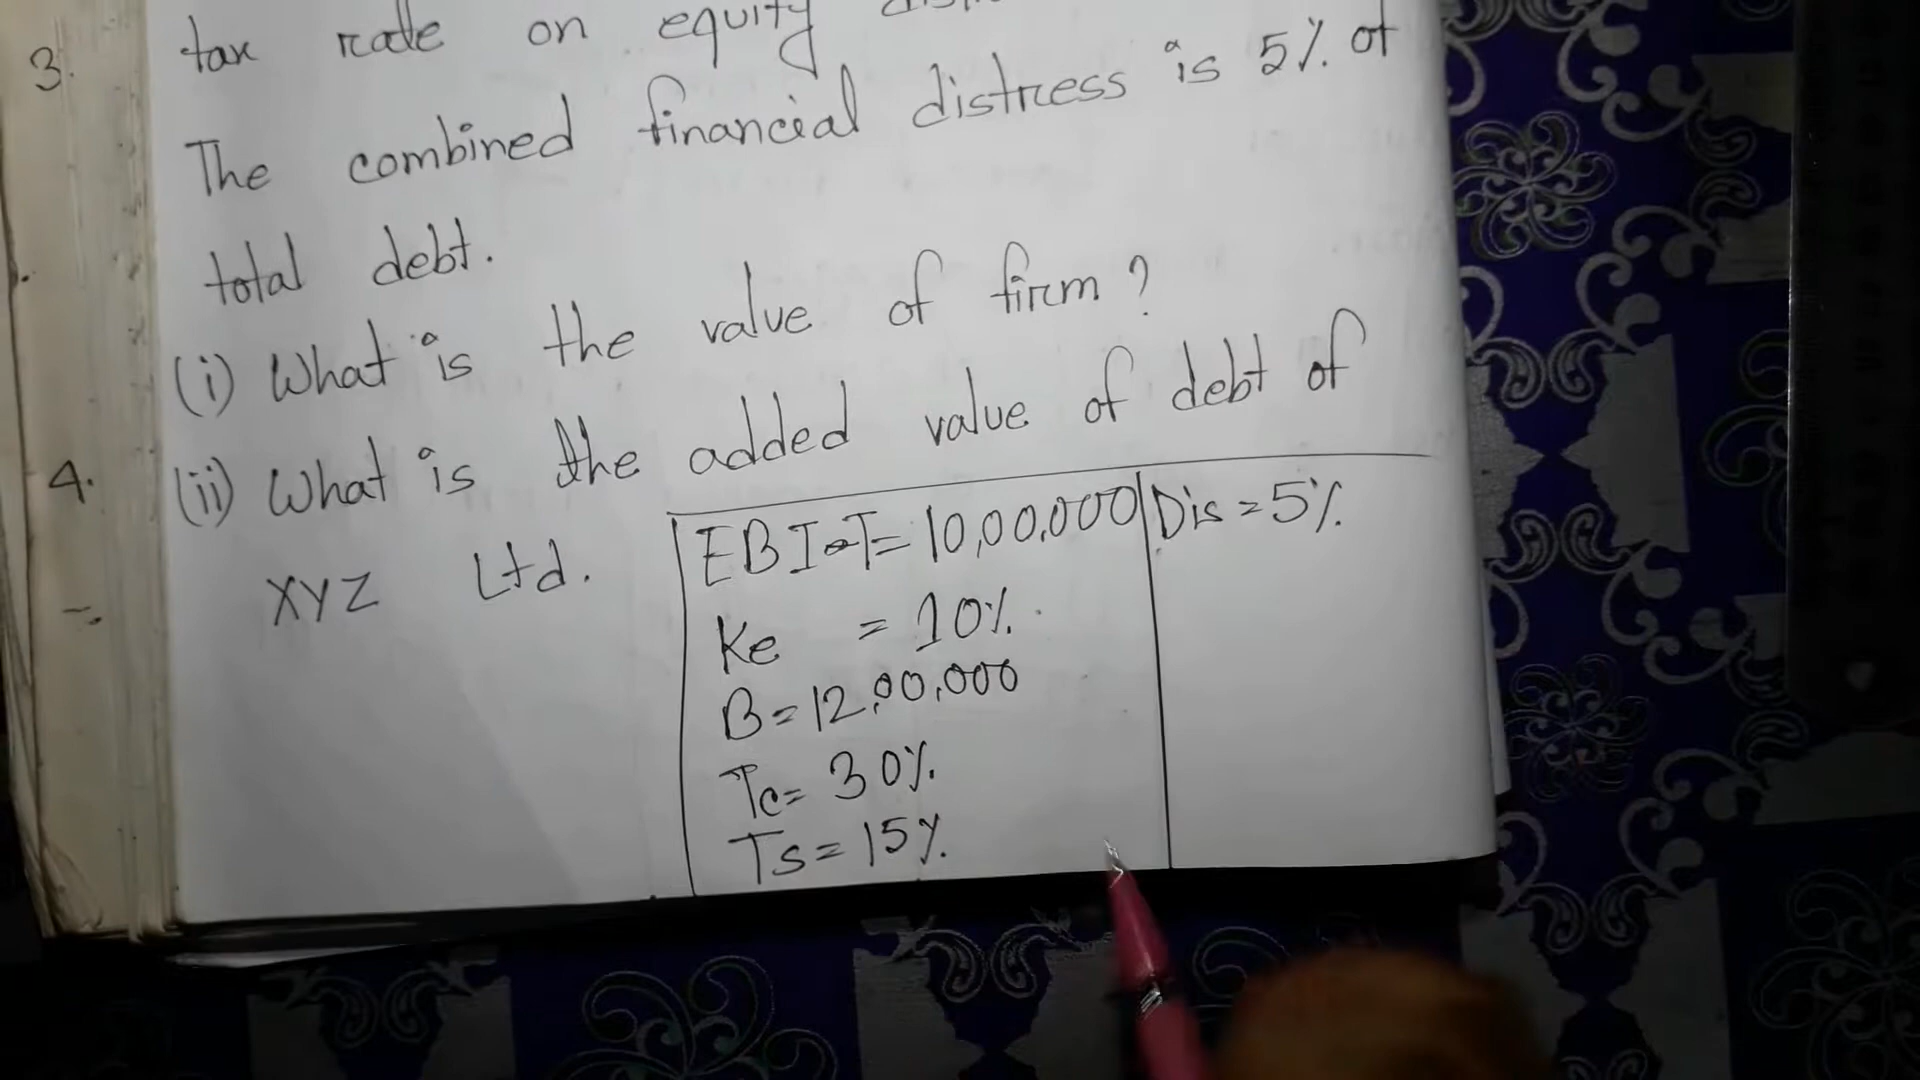 3.
tax rate on equity
The combined financial distress is 5% of
total debt.
(i) What is the value of firm?
4.
(ii) What is the added value of debt of
XYZ Ltd.
EBIT = 10,00,000
Dis = 5%
Ke = 10%.
B = 12,00,000
Tc = 30%
Ts = 15%